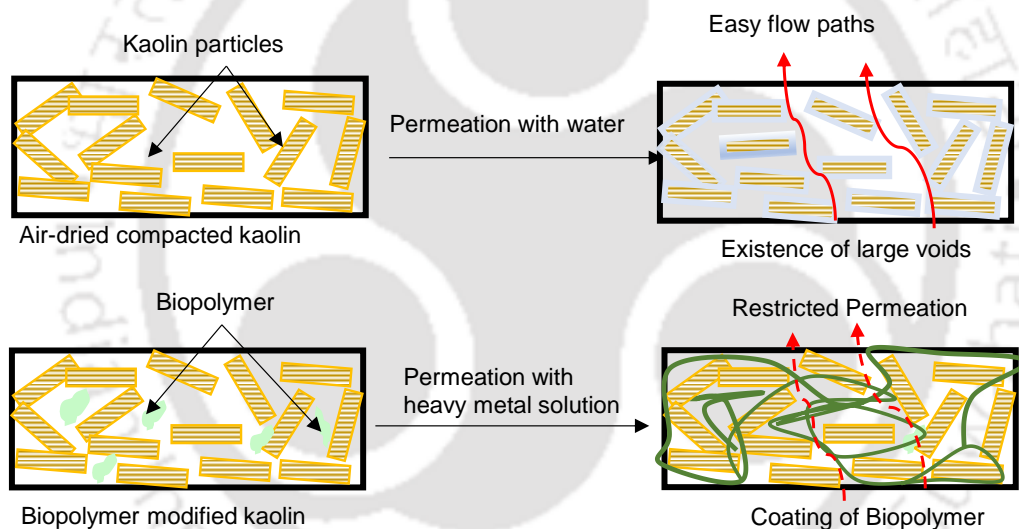 Kaolin particles
Easy flow paths
Permeation with water
Air-dried compacted kaolin
Existence of large voids
Biopolymer
Restricted Permeation
Permeation with
heavy metal solution
Biopolymer modified kaolin
Coating of Biopolymer